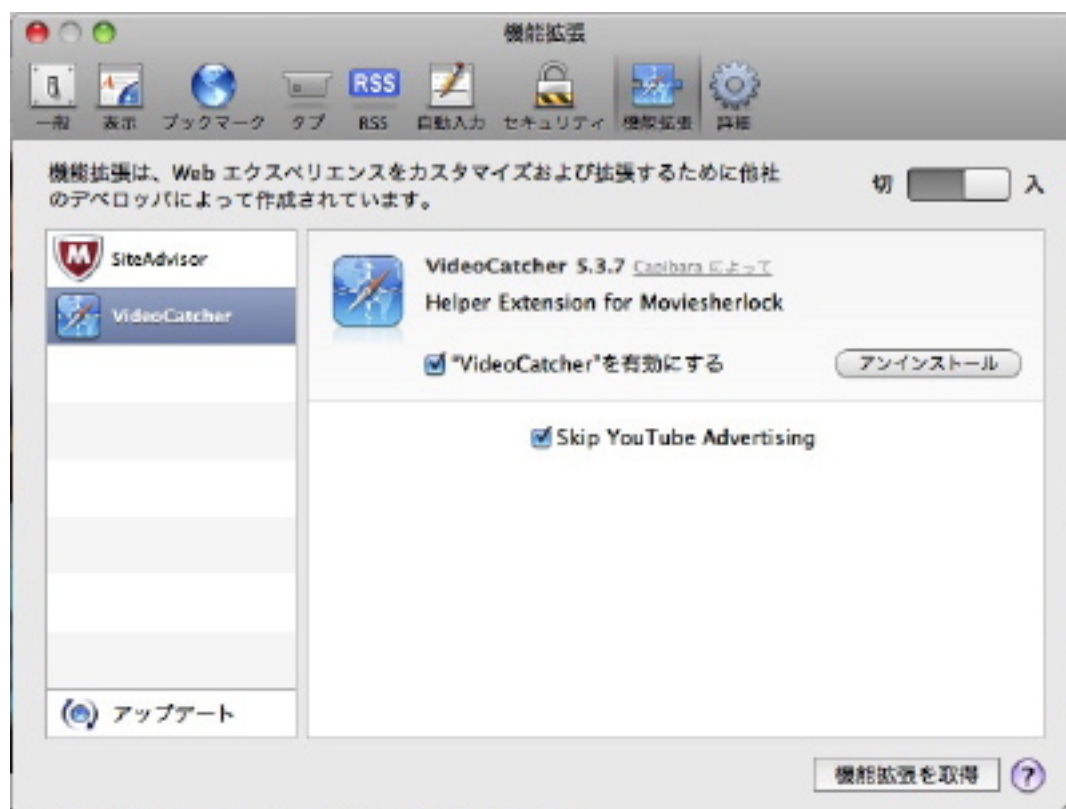 機能拡張
一般 表示 ブックマーク タブ RSS 自動入力 セキュリティ 機能拡張 詳細
RSS
機能拡張は、Web エクスペリエンスをカスタマイズおよび拡張するために他社
のデベロッパによって作成されています。
切 入
SiteAdvisor
VideoCatcher
アップデート
VideoCatcher 5.3.7 Capibara によって
Helper Extension for Moviesherlock
"VideoCatcher"を有効にする
アンインストール
Skip YouTube Advertising
機能拡張を取得 ?